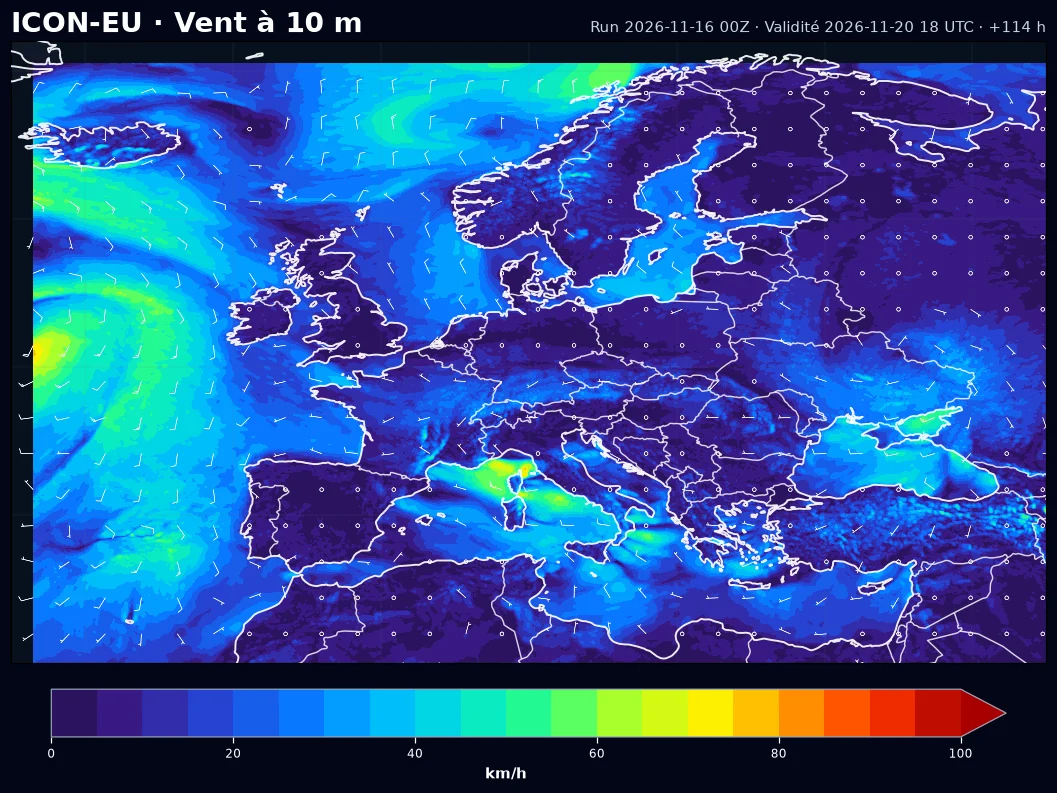 ICON-EU · Vent à 10 m
Run 2026-11-16 00Z · Validité 2026-11-20 18 UTC · +114 h
0 20 40 60 80 100
km/h